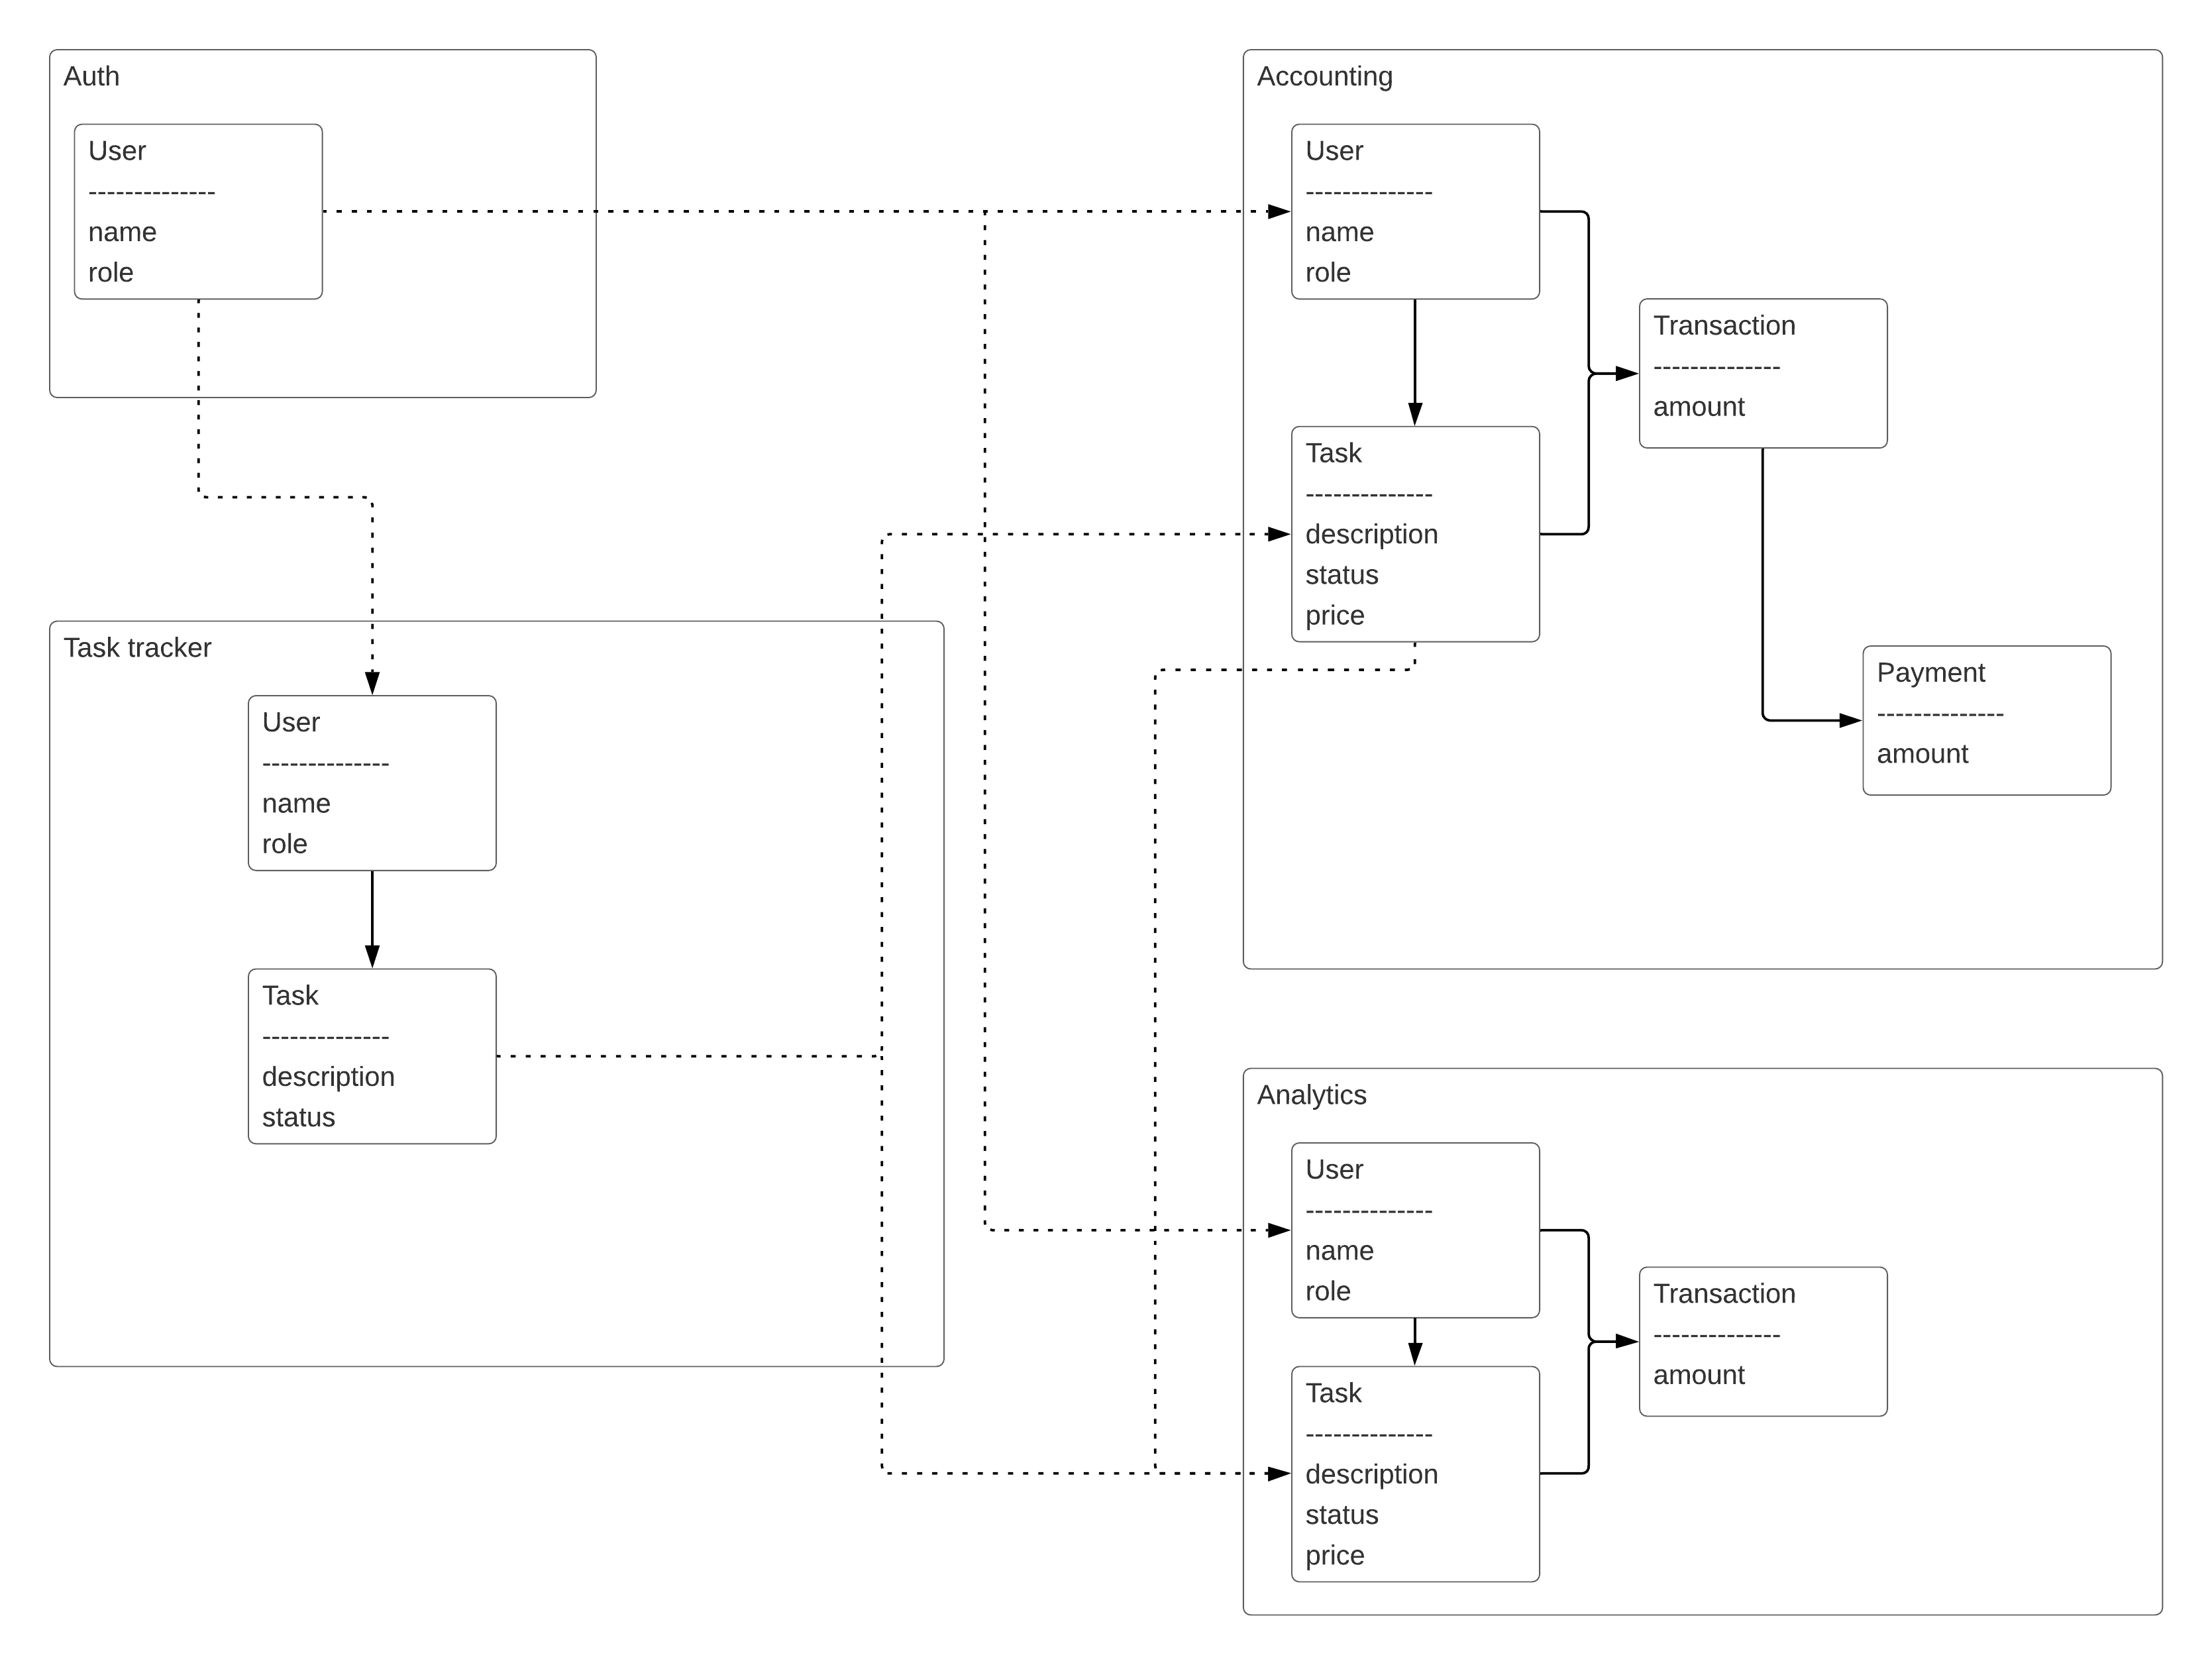 Auth
User
--------------
name
role
Task tracker
User
--------------
name
role
Task
--------------
description
status
Accounting
User
--------------
name
role
Task
--------------
description
status
price
Transaction
--------------
amount
Payment
--------------
amount
Analytics
User
--------------
name
role
Task
--------------
description
status
price
Transaction
--------------
amount